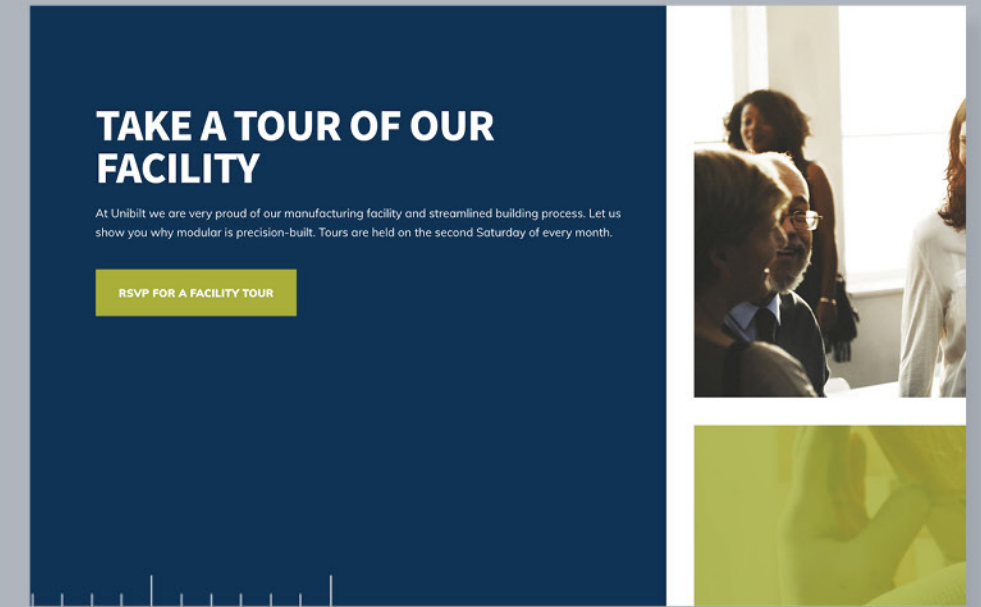 TAKE A TOUR OF OUR
FACILITY
At Unibilt we are very proud of our manufacturing facility and streamlined building process. Let us
show you why modular is precision-built. Tours are held on the second Saturday of every month.
RSVP FOR A FACILITY TOUR